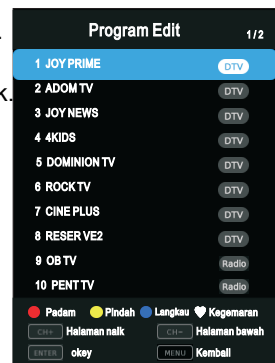 Program Edit 1/2
1 JOY PRIME DTV
2 ADOM TV DTV
k.
3 JOY NEWS DTV
4 4KIDS DTV
5 DOMINION TV DTV
6 ROCK TV DTV
7 CINE PLUS DTV
8 RESER VE2 DTV
9 OB TV Radio
10 PENT TV Radio
Padam Pindah Langkau Kegemaran
CH+ Halaman naik CH- Halaman bawah
ENTER okey MENU Kembali